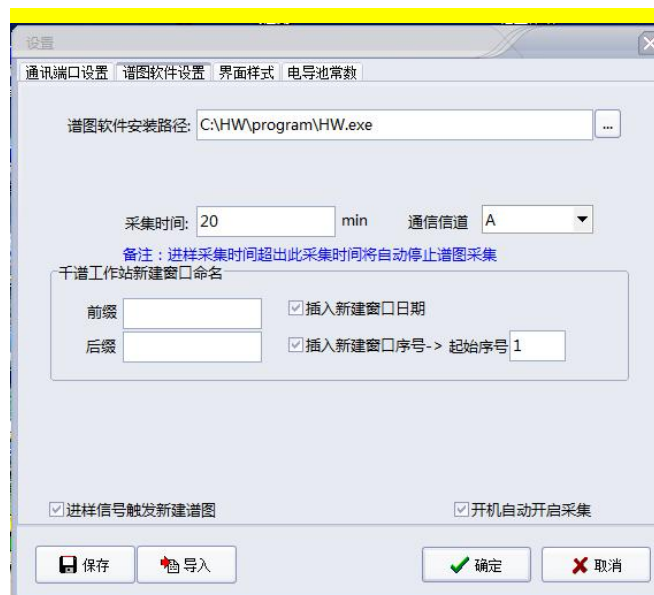 设置
通讯端口设置 谱图软件设置 界面样式 电导池常数
谱图软件安装路径: C:\HW\program\HW.exe ...
采集时间: 20 min 通信信道 A
备注：进样采集时间超出此采集时间将自动停止谱图采集
千谱工作站新建窗口命名
前缀 插入新建窗口日期
后缀 插入新建窗口序号-> 起始序号 1
进样信号触发新建谱图 开机自动开启采集
保存 导入 确定 取消